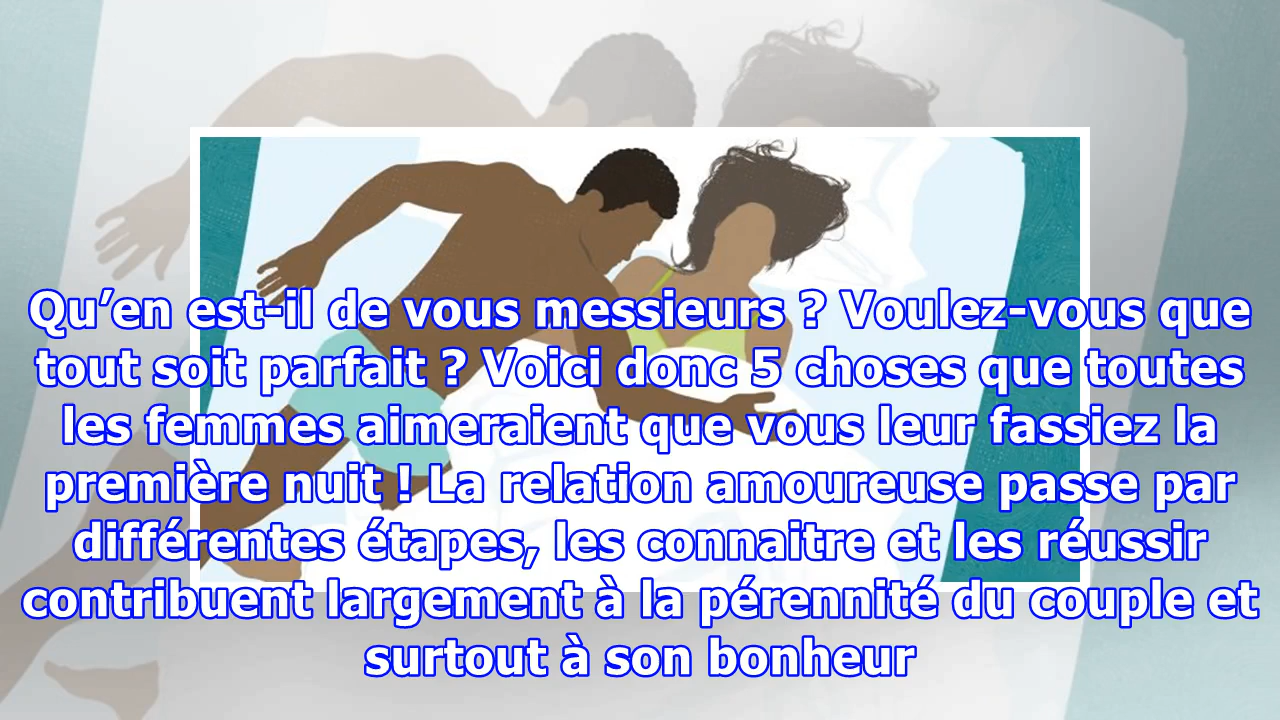 Qu’en est-il de vous messieurs ? Voulez-vous que
tout soit parfait ? Voici donc 5 choses que toutes
les femmes aimeraient que vous leur fassiez la
première nuit ! La relation amoureuse passe par
différentes étapes, les connaitre et les réussir
contribuent largement à la pérennité du couple et
surtout à son bonheur